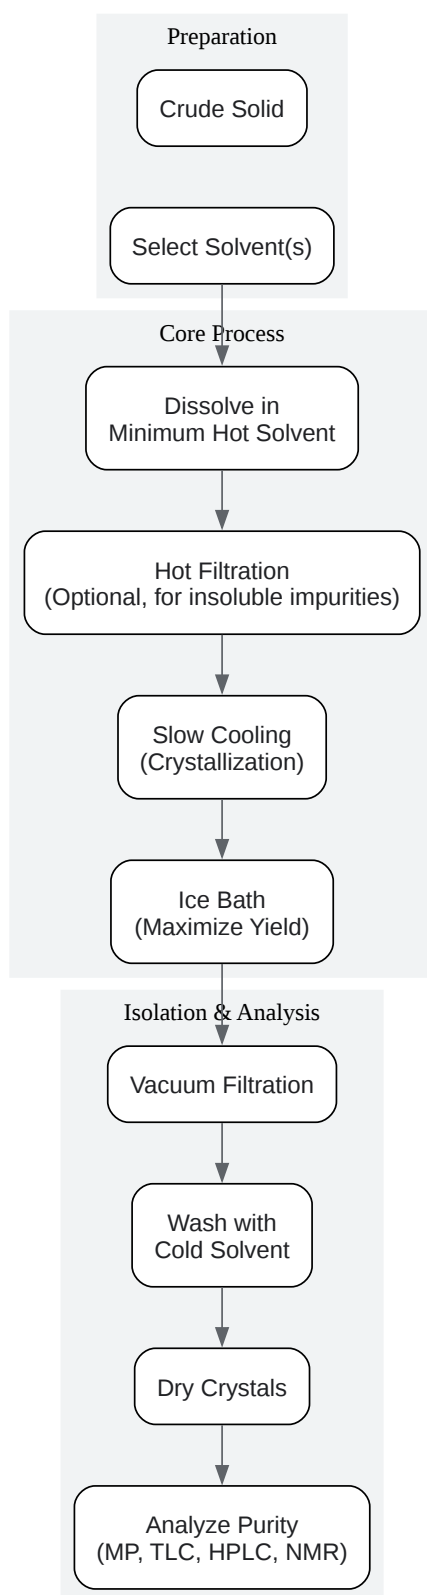 Preparation
Crude Solid
Select Solvent(s)
Core Process
Dissolve in
Minimum Hot Solvent
Hot Filtration
(Optional, for insoluble impurities)
Slow Cooling
(Crystallization)
Ice Bath
(Maximize Yield)
Isolation & Analysis
Vacuum Filtration
Wash with
Cold Solvent
Dry Crystals
Analyze Purity
(MP, TLC, HPLC, NMR)